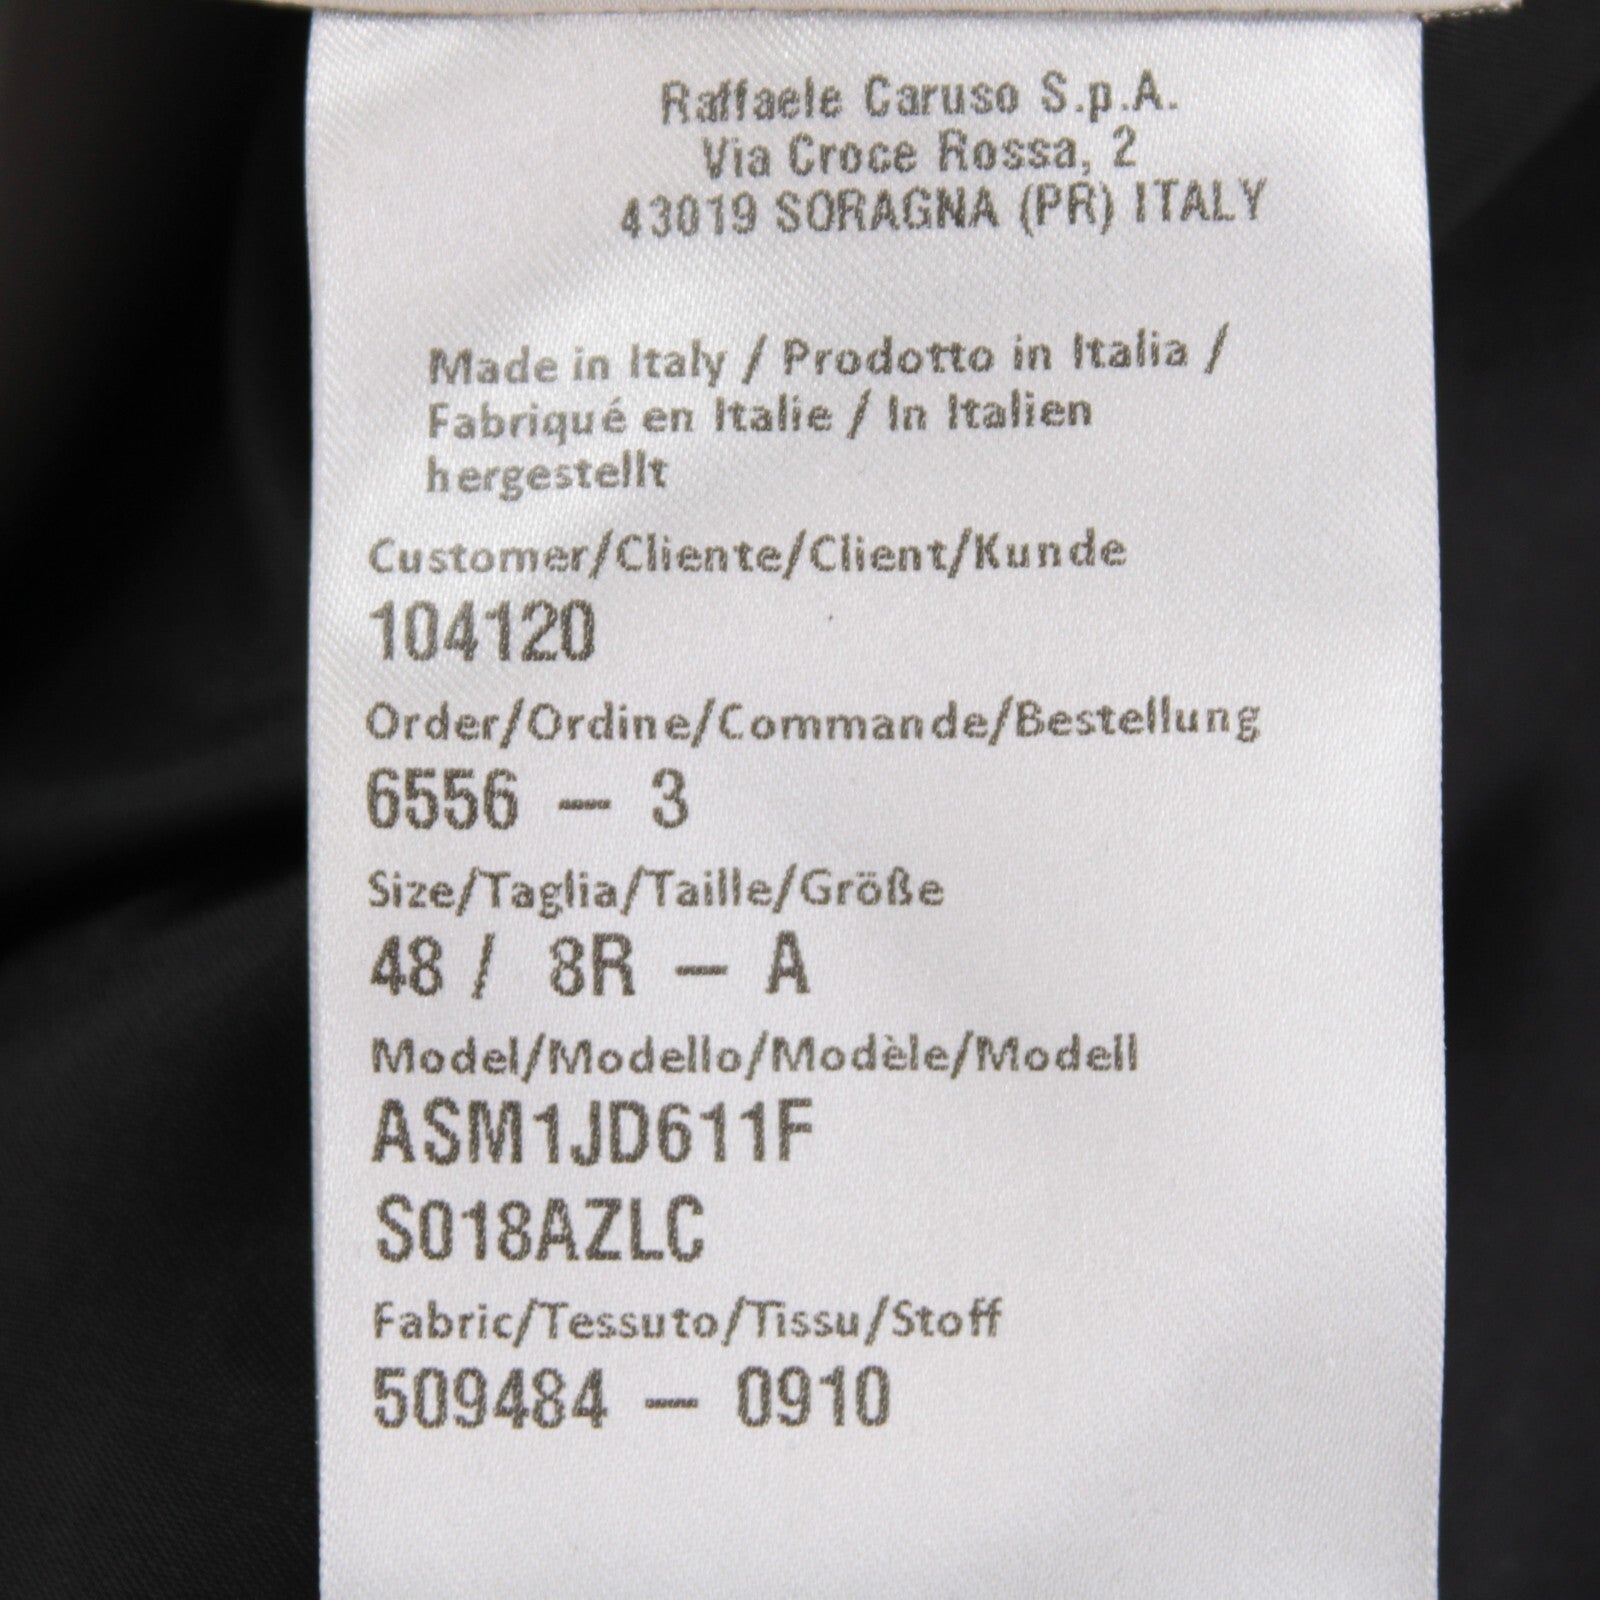 Raffaele Caruso S.p.A.
Via Croce Rossa, 2
43019 SORAGNA (PR) ITALY
Made in Italy / Prodotto in Italia /
Fabriqué en Italie / In Italien
hergestellt
Customer/Cliente/Client/Kunde
104120
Order/Ordine/Commande/Bestellung
6556 – 3
Size/Taglia/Taille/Größe
48 / 8R – A
Model/Modello/Modèle/Modell
ASM1JD611F
S018AZLC
Fabric/Tessuto/Tissu/Stoff
509484 – 0910